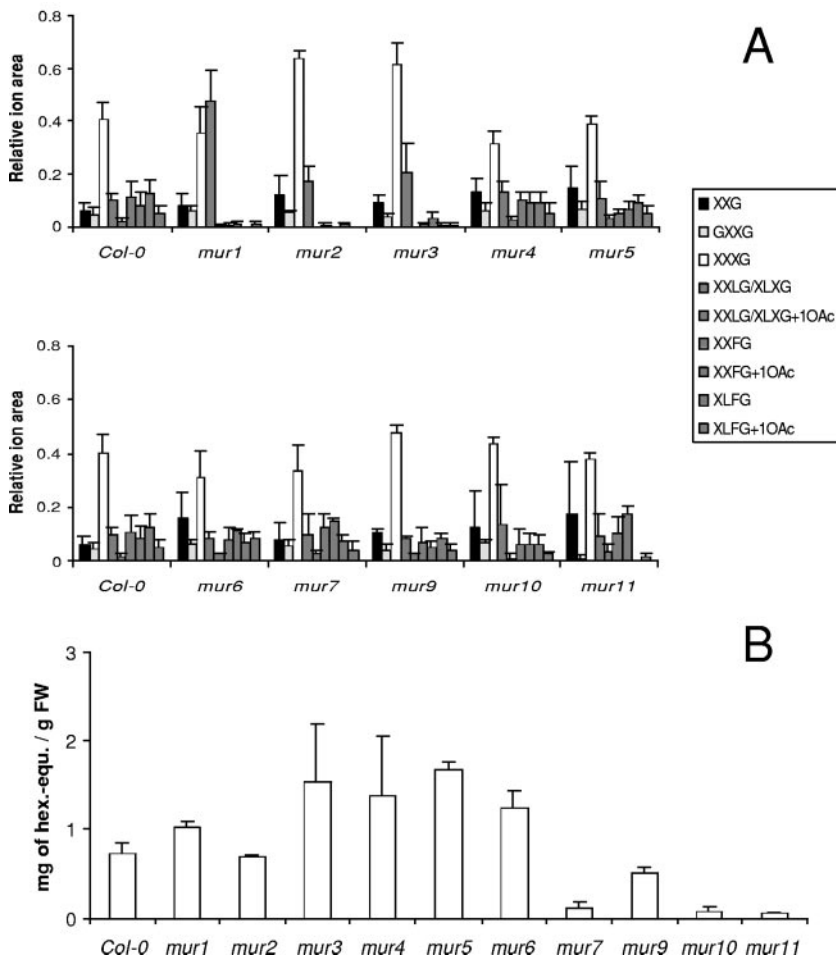 A
Relative ion area
0.8
0.6
0.4
0.2
0
Col-0 mur1 mur2 mur3 mur4 mur5
XXG
GXXG
XXXG
XXLG/XLXG
XXLG/XLXG+1OAc
XXFG
XXFG+1OAc
XLFG
XLFG+1OAc
Relative ion area
0.8
0.6
0.4
0.2
0
Col-0 mur6 mur7 mur9 mur10 mur11
B
mg of hex.-equ. / g FW
3
2
1
0
Col-0 mur1 mur2 mur3 mur4 mur5 mur6 mur7 mur9 mur10 mur11